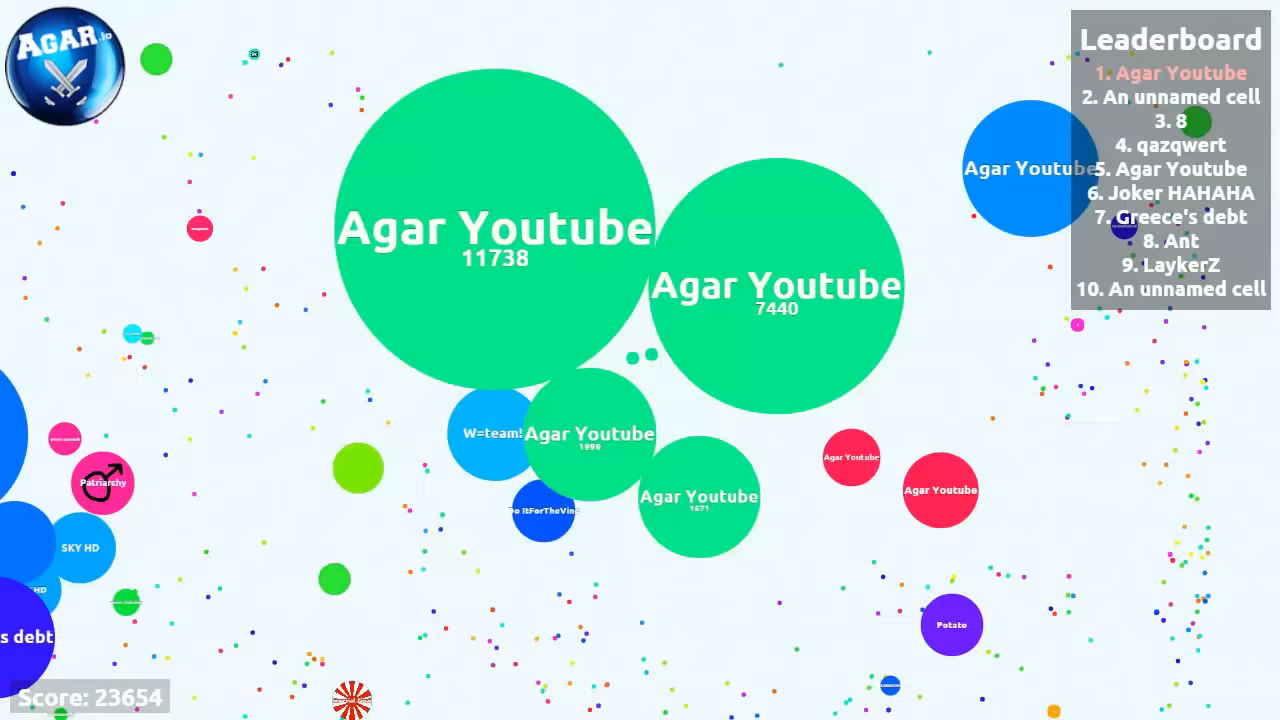 AGAR.io
Leaderboard
1. Agar Youtube
2. An unnamed cell
3. 8
4. qazqwert
5. Agar Youtube
6. Joker HAHAHA
7. Greece's debt
8. Ant
9. LaykerZ
10. An unnamed cell
Agar Youtube
Agar Youtube
11738
Agar Youtube
7440
W=team!
Agar Youtube
1999
Agar Youtube
Agar Youtube
1671
Agar Youtube
Patriarchy
Do ItForTheVine
SKY HD
HD
s debt
Potato
Score: 23654